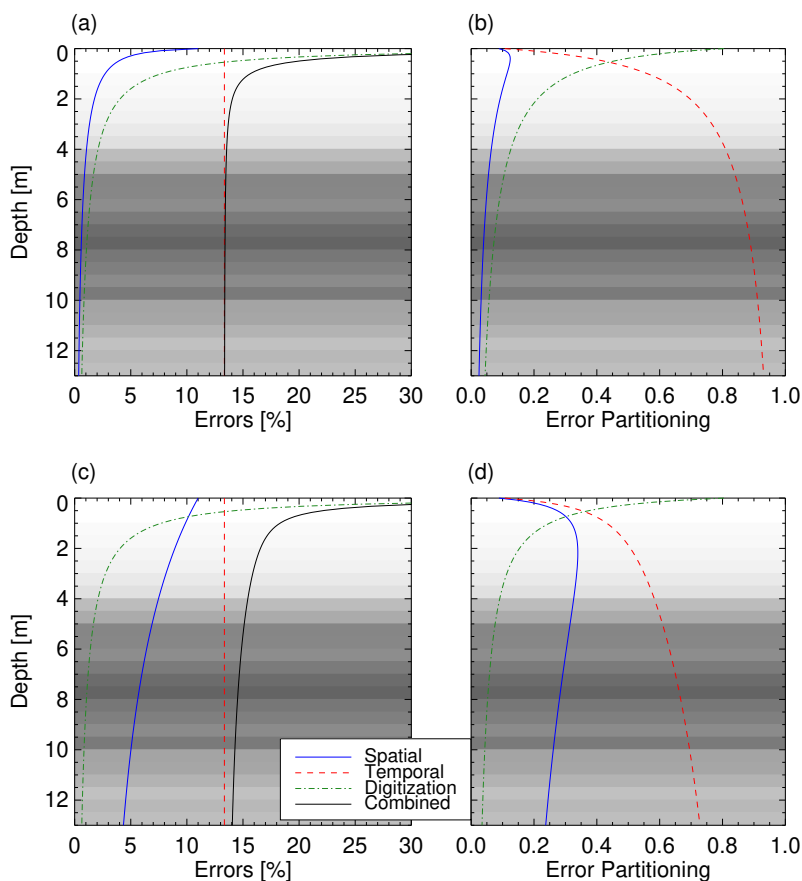 (a)
(b)
0
2
4
6
8
10
12
Depth [m]
0
5
10
15
20
25
30
Errors [%]
0.0
0.2
0.4
0.6
0.8
1.0
Error Partitioning
(c)
(d)
0
2
4
6
8
10
12
Depth [m]
Spatial
Temporal
Digitization
Combined
0
5
10
15
20
25
30
Errors [%]
0.0
0.2
0.4
0.6
0.8
1.0
Error Partitioning